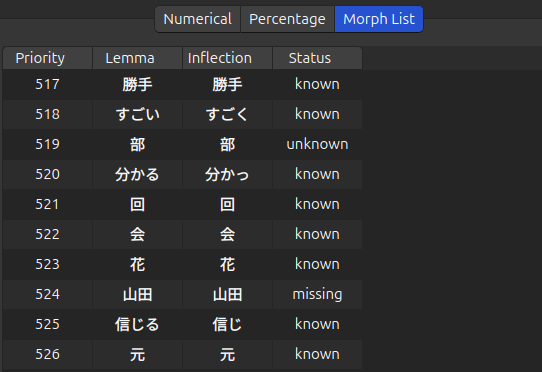 Numerical Percentage Morph List
Priority Lemma Inflection Status
517 勝手 勝手 known
518 すごい すごく known
519 部 部 unknown
520 分かる 分かっ known
521 回 回 known
522 会 会 known
523 花 花 known
524 山田 山田 missing
525 信じる 信じ known
526 元 元 known